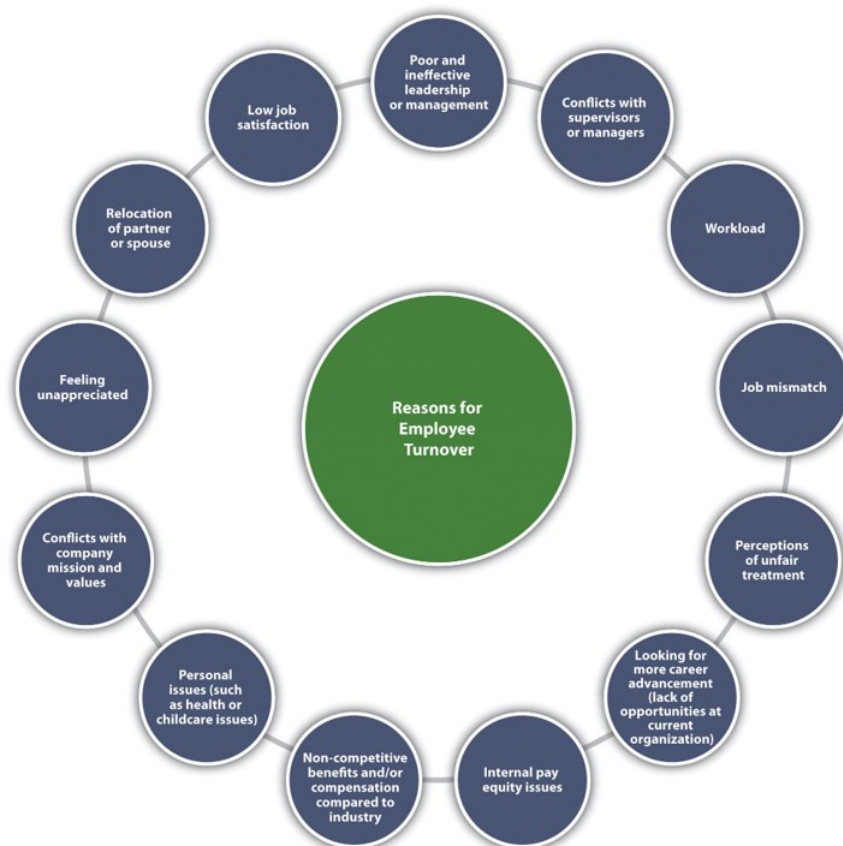 Poor and
ineffective
leadership
or management
Conflicts with
supervisors
or managers
Workload
Job mismatch
Perceptions
of unfair
treatment
Looking for
more career
advancement
(lack of
opportunities at
current
organization)
Internal pay
equity issues
Non-competitive
benefits and/or
compensation
compared to
industry
Personal
issues (such
as health or
childcare issues)
Conflicts with
company
mission and
values
Feeling
unappreciated
Relocation
of partner
or spouse
Low job
satisfaction
Reasons for
Employee
Turnover